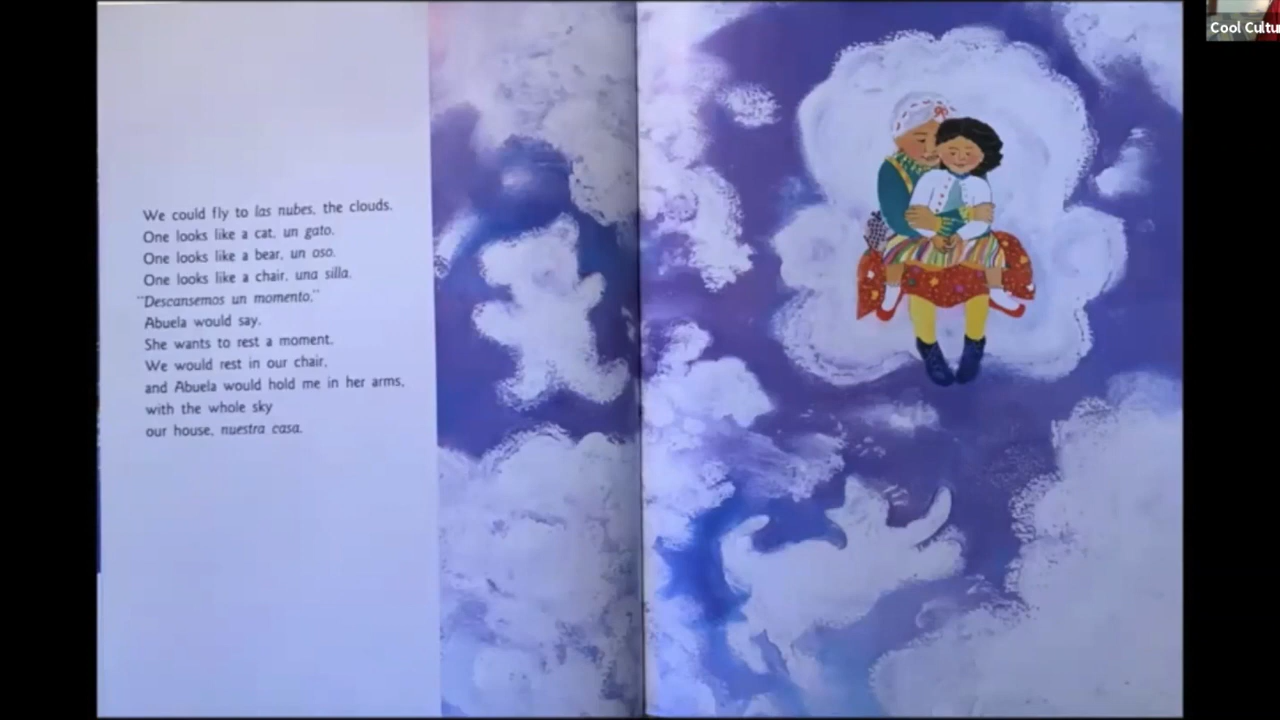 We could fly to las nubes, the clouds.
One looks like a cat, un gato.
One looks like a bear, un oso.
One looks like a chair, una silla.
"Descansemos un momento,"
Abuela would say.
She wants to rest a moment.
We would rest in our chair,
and Abuela would hold me in her arms,
with the whole sky
our house, nuestra casa.
Cool Cultu